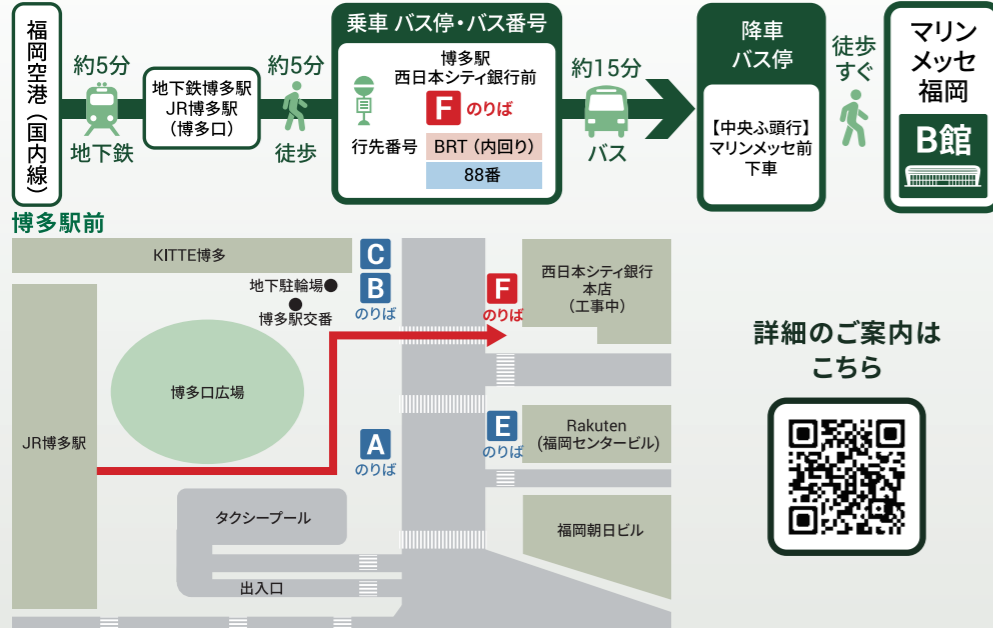 福岡空港（国内線）
約5分
地下鉄
地下鉄博多駅
JR博多駅
（博多口）
約5分
徒歩
乗車 バス停・バス番号
博多駅
西日本シティ銀行前
F のりば
行先番号 BRT（内回り）
88番
約15分
バス
降車
バス停
【中央ふ頭行】
マリンメッセ前
下車
徒歩
すぐ
マリン
メッセ
福岡
B館
博多駅前
KITTE博多
地下駐輪場
博多駅交番
C
B
のりば
F
のりば
西日本シティ銀行
本店
（工事中）
博多口広場
JR博多駅
A
のりば
E
のりば
Rakuten
(福岡センタービル)
タクシープール
出入口
福岡朝日ビル
詳細のご案内は
こちら